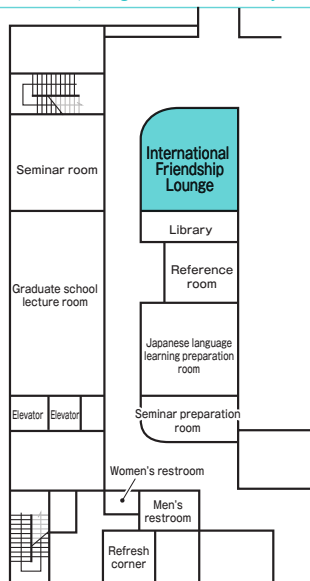 International
Friendship
Lounge
Seminar room
Library
Reference
room
Graduate school
lecture room
Japanese language
learning preparation
room
Elevator
Elevator
Seminar preparation
room
Women's restroom
Men's
restroom
Refresh
corner